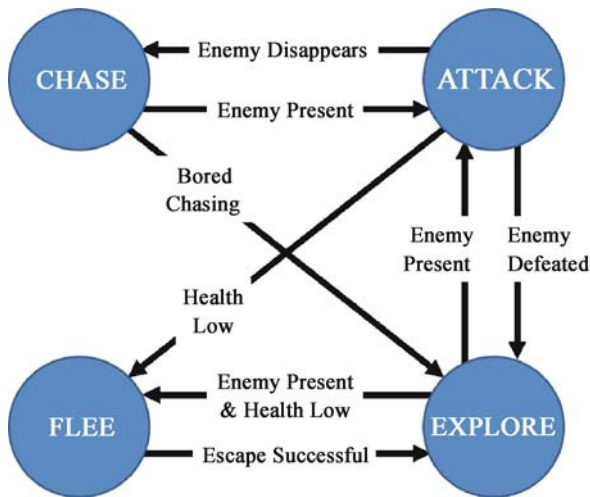 CHASE
Enemy Disappears
ATTACK
Enemy Present
Bored
Chasing
Enemy
Present
Enemy
Defeated
Health
Low
FLEE
Enemy Present
& Health Low
EXPLORE
Escape Successful